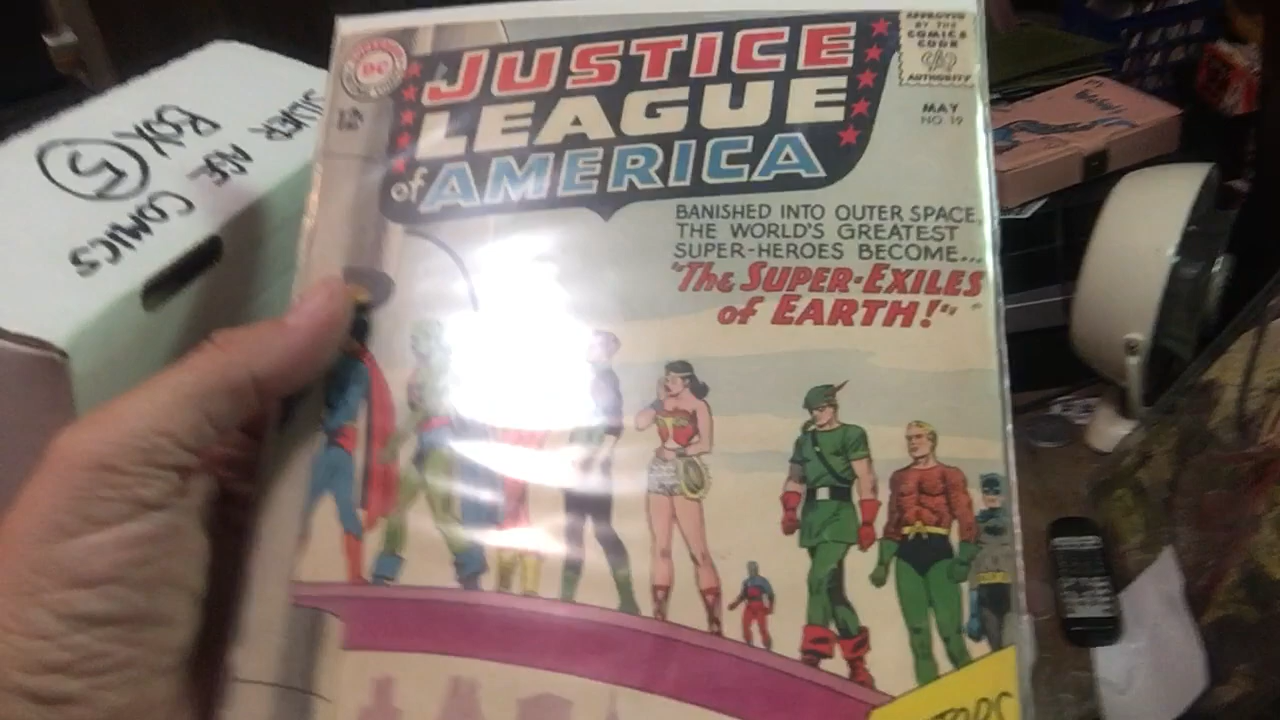 SILVER AGE COMICS
BOX 5
DC
JUSTICE
LEAGUE
of AMERICA
APPROVED
BY THE
COMICS
CODE
AUTHORITY
MAY
NO. 19
BANISHED INTO OUTER SPACE,
THE WORLD'S GREATEST
SUPER-HEROES BECOME...
"THE SUPER-EXILES
of EARTH!"